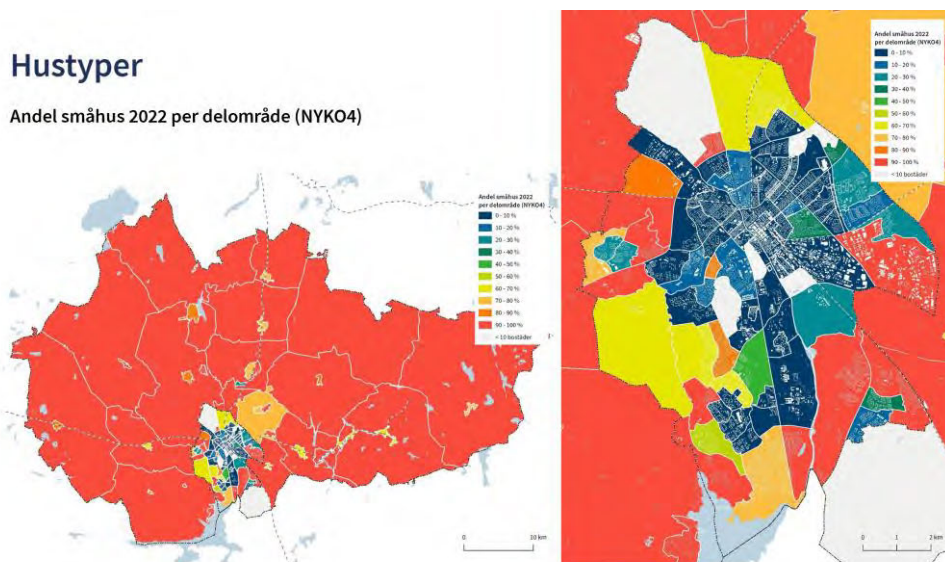 Hustyper
Andel småhus 2022 per delområde (NYKO4)
Andel småhus 2022
per delområde (NYKO4)
0 - 10 %
10 - 20 %
20 - 30 %
30 - 40 %
40 - 50 %
50 - 60 %
60 - 70 %
70 - 80 %
80 - 90 %
90 - 100 %
< 10 bostäder
0 10 km
Andel småhus 2022
per delområde (NYKO4)
0 - 10 %
10 - 20 %
20 - 30 %
30 - 40 %
40 - 50 %
50 - 60 %
60 - 70 %
70 - 80 %
80 - 90 %
90 - 100 %
< 10 bostäder
0 1 2 km